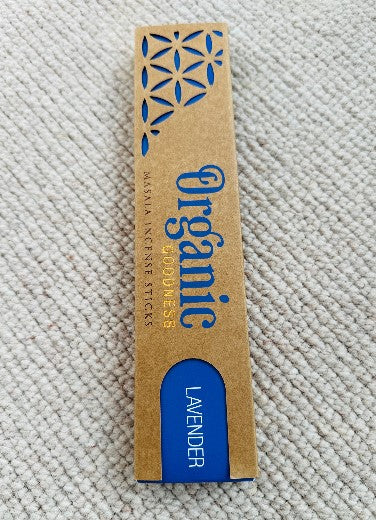 Organic
GOODNESS
MASALA INCENSE STICKS
LAVENDER